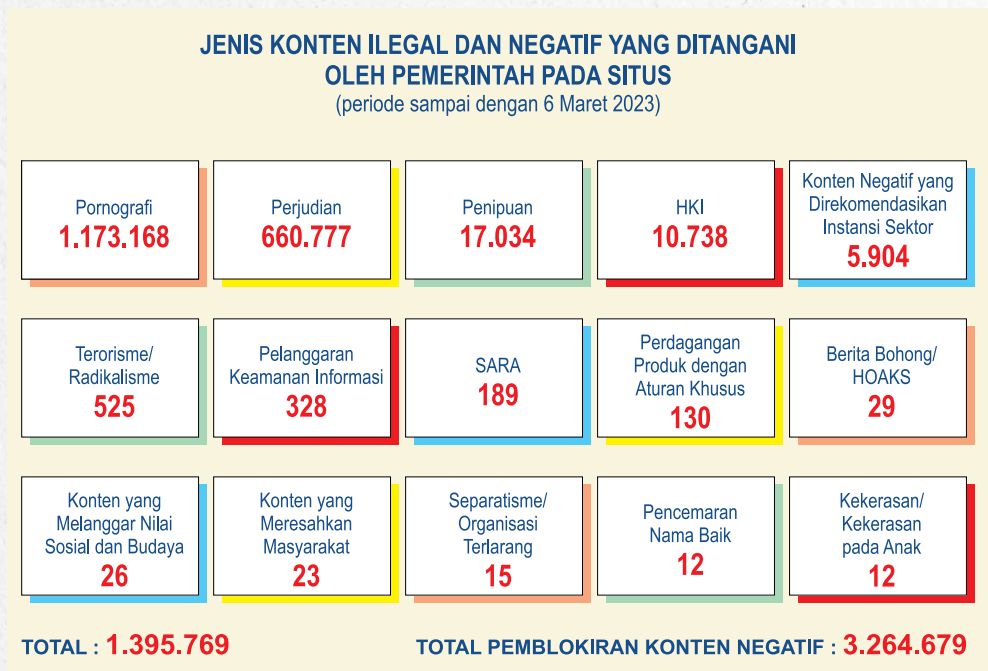 JENIS KONTEN ILEGAL DAN NEGATIF YANG DITANGANI
OLEH PEMERINTAH PADA SITUS
(periode sampai dengan 6 Maret 2023)
Pornografi
1.173.168
Perjudian
660.777
Penipuan
17.034
HKI
10.738
Konten Negatif yang
Direkomendasikan
Instansi Sektor
5.904
Terorisme/
Radikalisme
525
Pelanggaran
Keamanan Informasi
328
SARA
189
Perdagangan
Produk dengan
Aturan Khusus
130
Berita Bohong/
HOAKS
29
Konten yang
Melanggar Nilai
Sosial dan Budaya
26
Konten yang
Meresahkan
Masyarakat
23
Separatisme/
Organisasi
Terlarang
15
Pencemaran
Nama Baik
12
Kekerasan/
Kekerasan
pada Anak
12
TOTAL : 1.395.769
TOTAL PEMBLOKIRAN KONTEN NEGATIF : 3.264.679